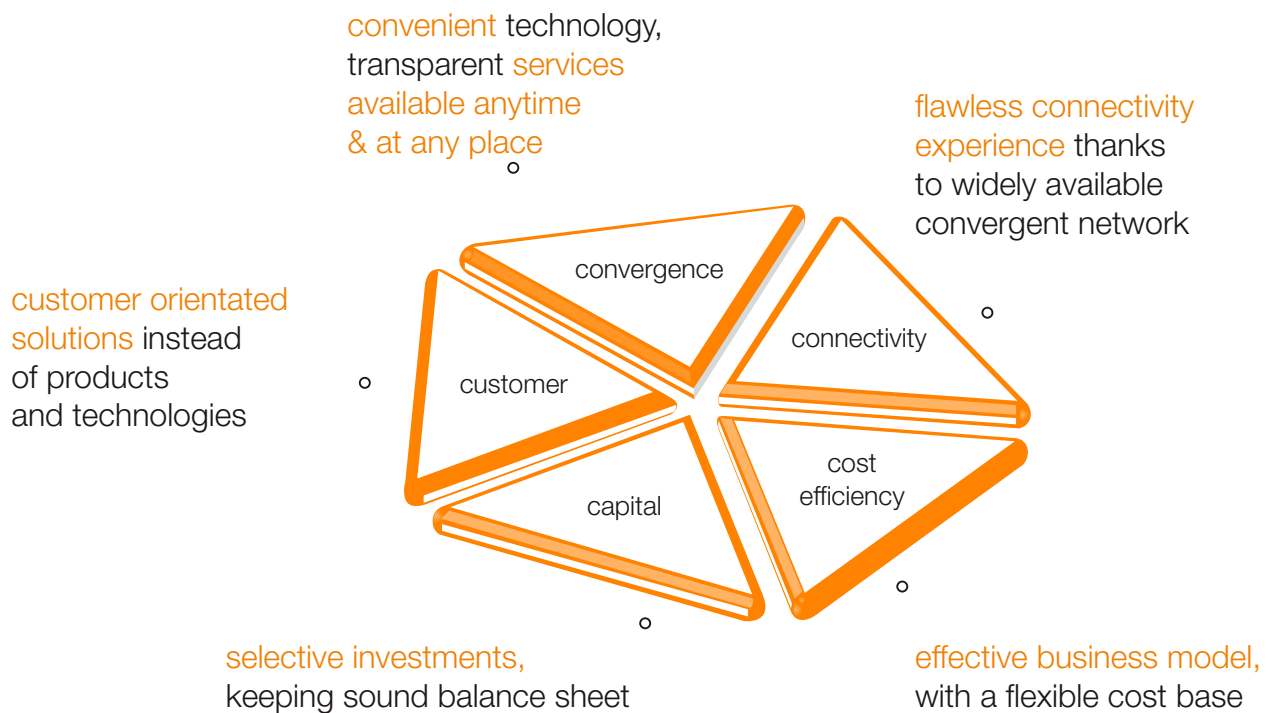 convenient technology,
transparent services
available anytime
& at any place
flawless connectivity
experience thanks
to widely available
convergent network
convergence
connectivity
customer orientated
solutions instead
of products
and technologies
customer
cost
efficiency
capital
selective investments,
keeping sound balance sheet
effective business model,
with a flexible cost base